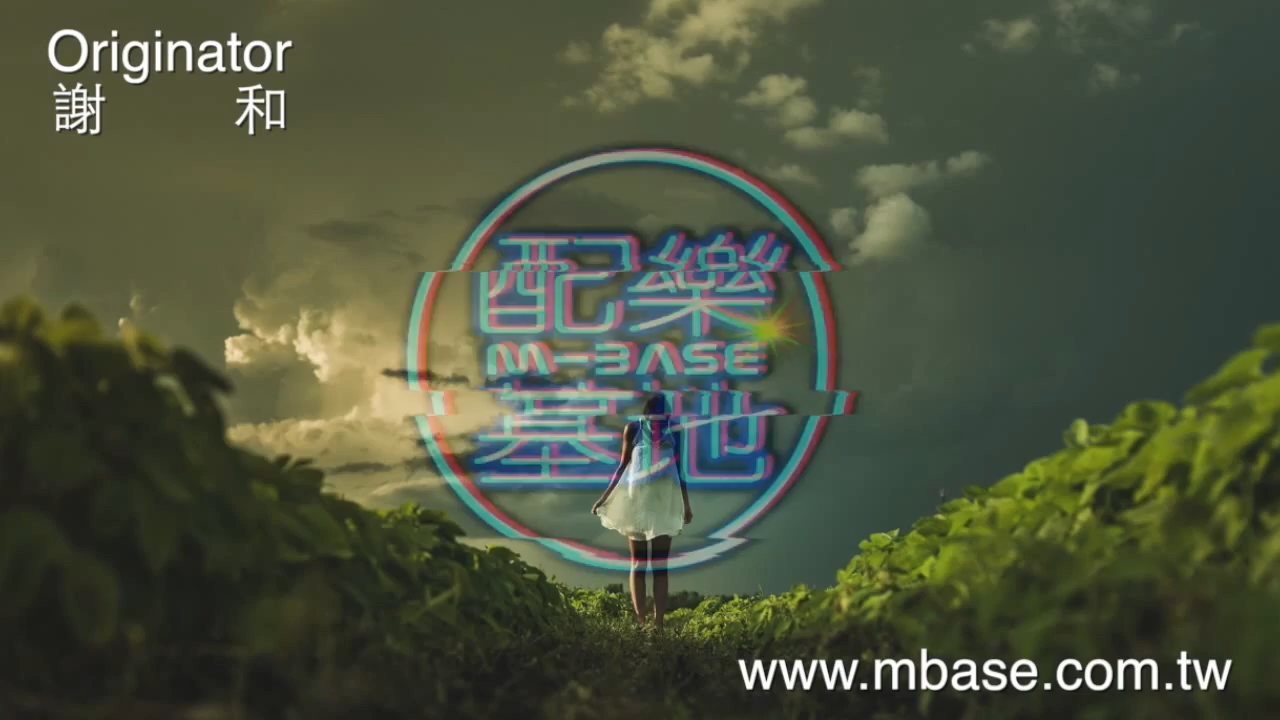 Originator
謝 和
配樂
M-BASE
基地
www.mbase.com.tw